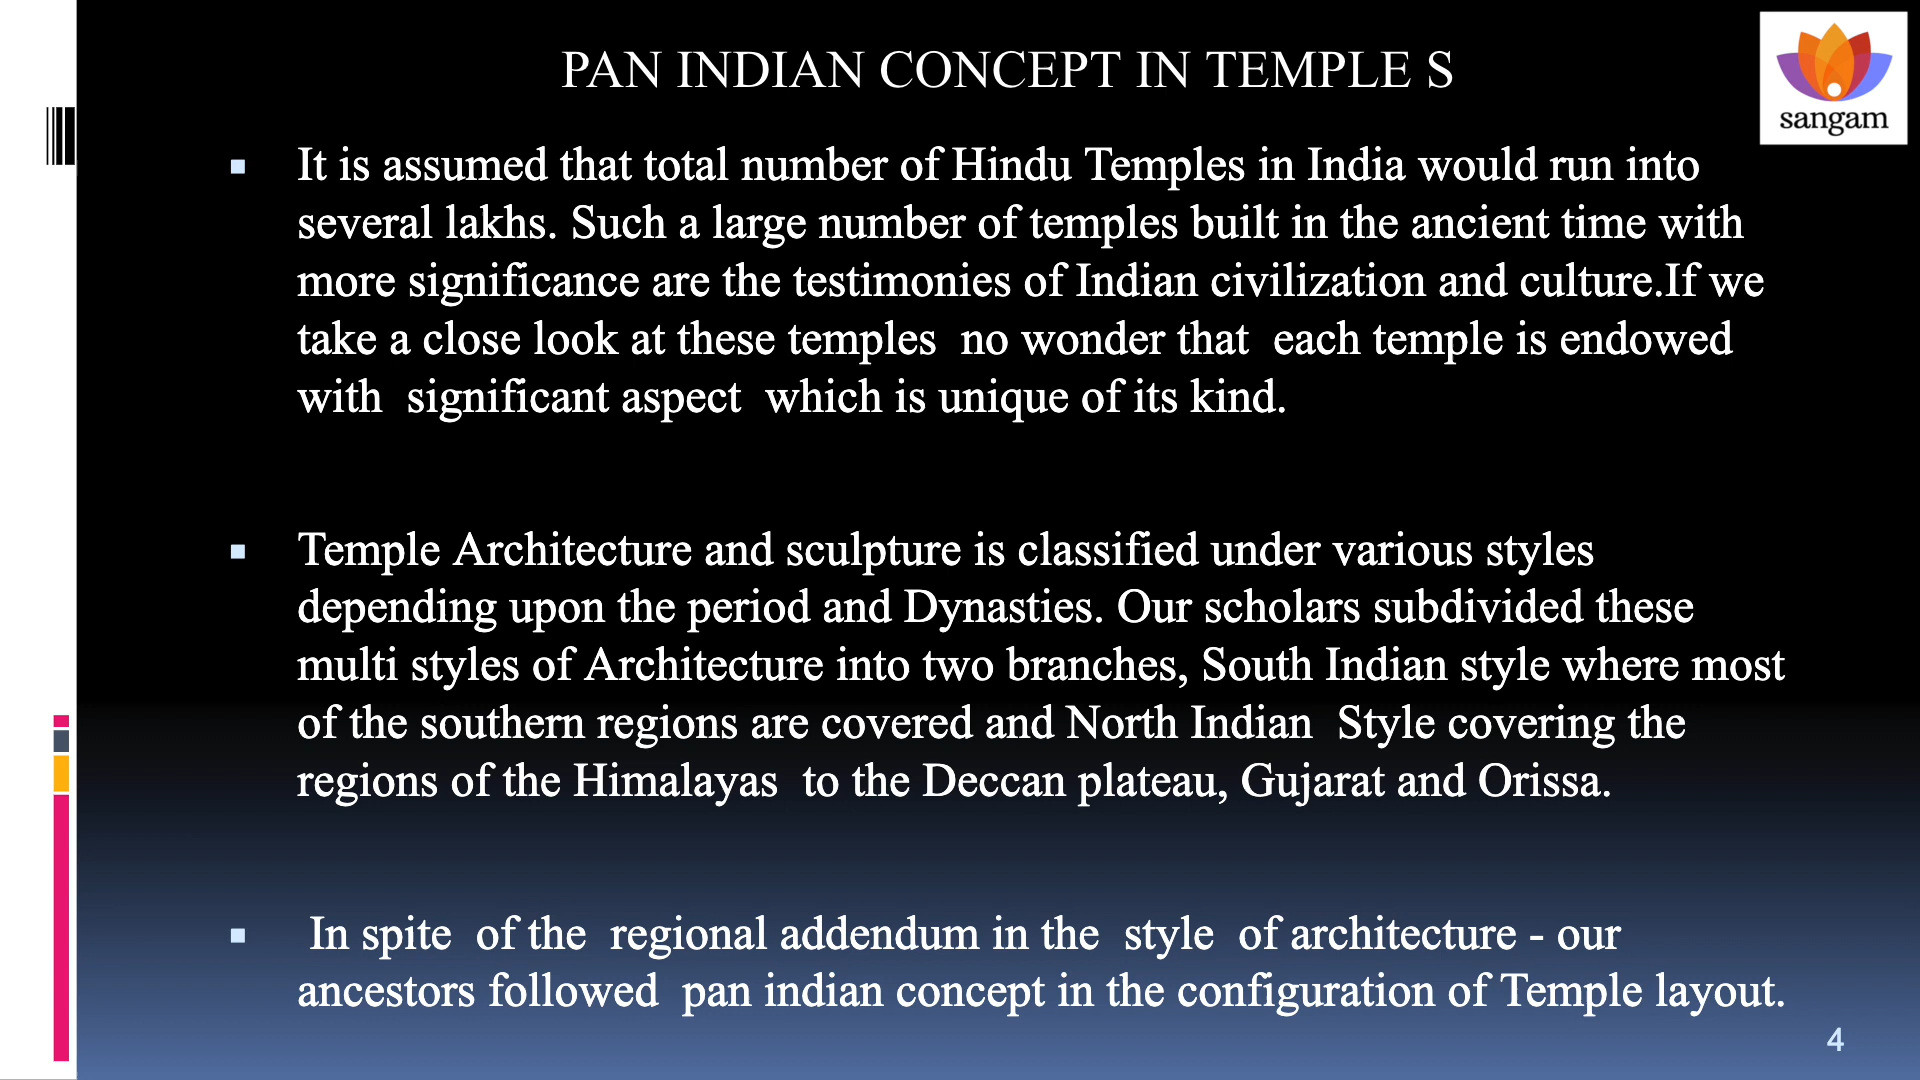 PAN INDIAN CONCEPT IN TEMPLE S
sangam
▪ It is assumed that total number of Hindu Temples in India would run into
several lakhs. Such a large number of temples built in the ancient time with
more significance are the testimonies of Indian civilization and culture.If we
take a close look at these temples  no wonder that  each temple is endowed
with  significant aspect  which is unique of its kind.
▪ Temple Architecture and sculpture is classified under various styles
depending upon the period and Dynasties. Our scholars subdivided these
multi styles of Architecture into two branches, South Indian style where most
of the southern regions are covered and North Indian  Style covering the
regions of the Himalayas  to the Deccan plateau, Gujarat and Orissa.
▪ In spite  of the  regional addendum in the  style  of architecture - our
ancestors followed  pan indian concept in the configuration of Temple layout.
4